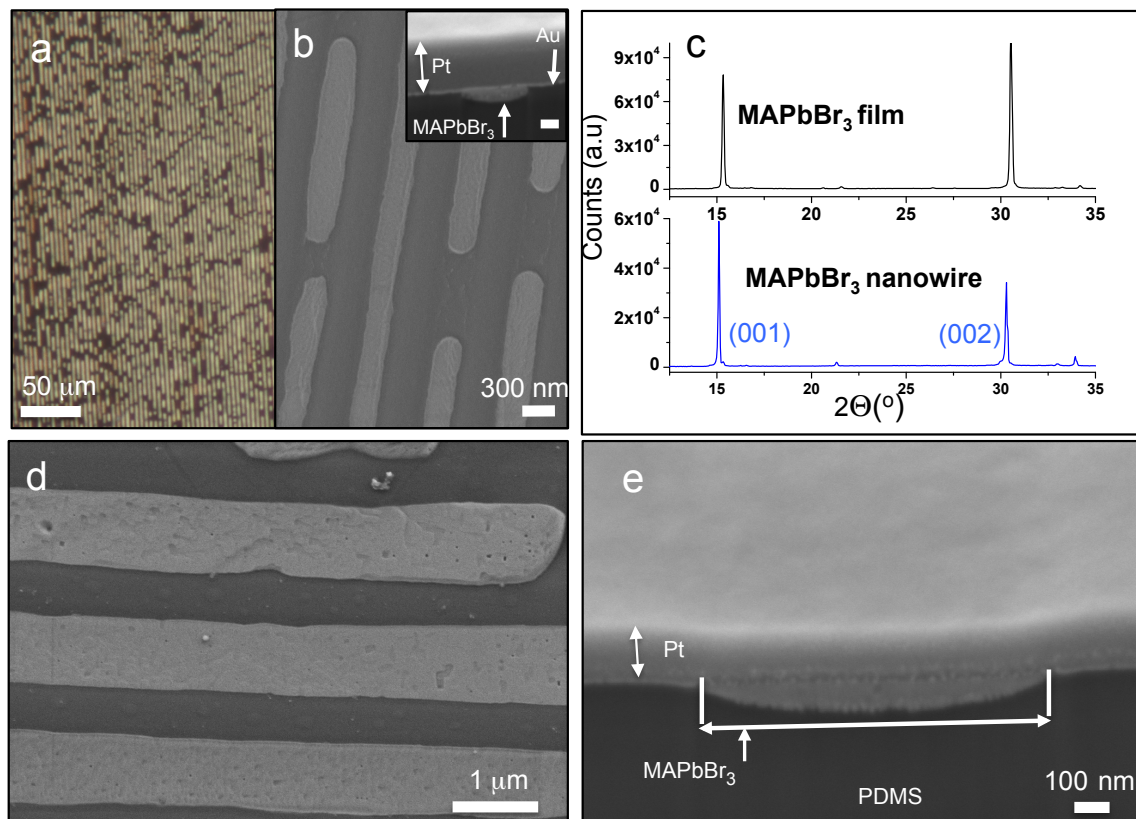 a
50 μm
b
Pt
Au
MAPbBr3
300 nm
c
Counts (a.u)
9x10⁴
6x10⁴
3x10⁴
0
MAPbBr3 film
15 20 25 30 35
6x10⁴
4x10⁴
2x10⁴
0
MAPbBr3 nanowire
(001)
(002)
15 20 25 30 35
2Θ(º)
d
1 μm
e
Pt
MAPbBr3
PDMS
100 nm